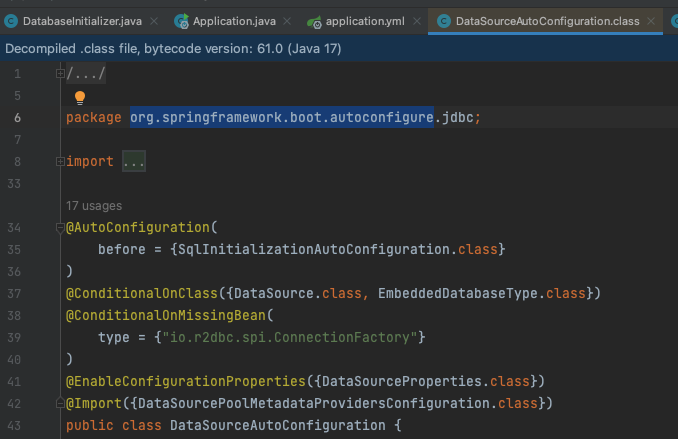 DatabaseInitializer.java × Application.java × application.yml × DataSourceAutoConfiguration.class ×
Decompiled .class file, bytecode version: 61.0 (Java 17)
1 /.../
5
6 package org.springframework.boot.autoconfigure.jdbc;
7
8 import ...
33
17 usages
34 @AutoConfiguration(
35     before = {SqlInitializationAutoConfiguration.class}
36 )
37 @ConditionalOnClass({DataSource.class, EmbeddedDatabaseType.class})
38 @ConditionalOnMissingBean(
39     type = {"io.r2dbc.spi.ConnectionFactory"}
40 )
41 @EnableConfigurationProperties({DataSourceProperties.class})
42 @Import({DataSourcePoolMetadataProvidersConfiguration.class})
43 public class DataSourceAutoConfiguration {